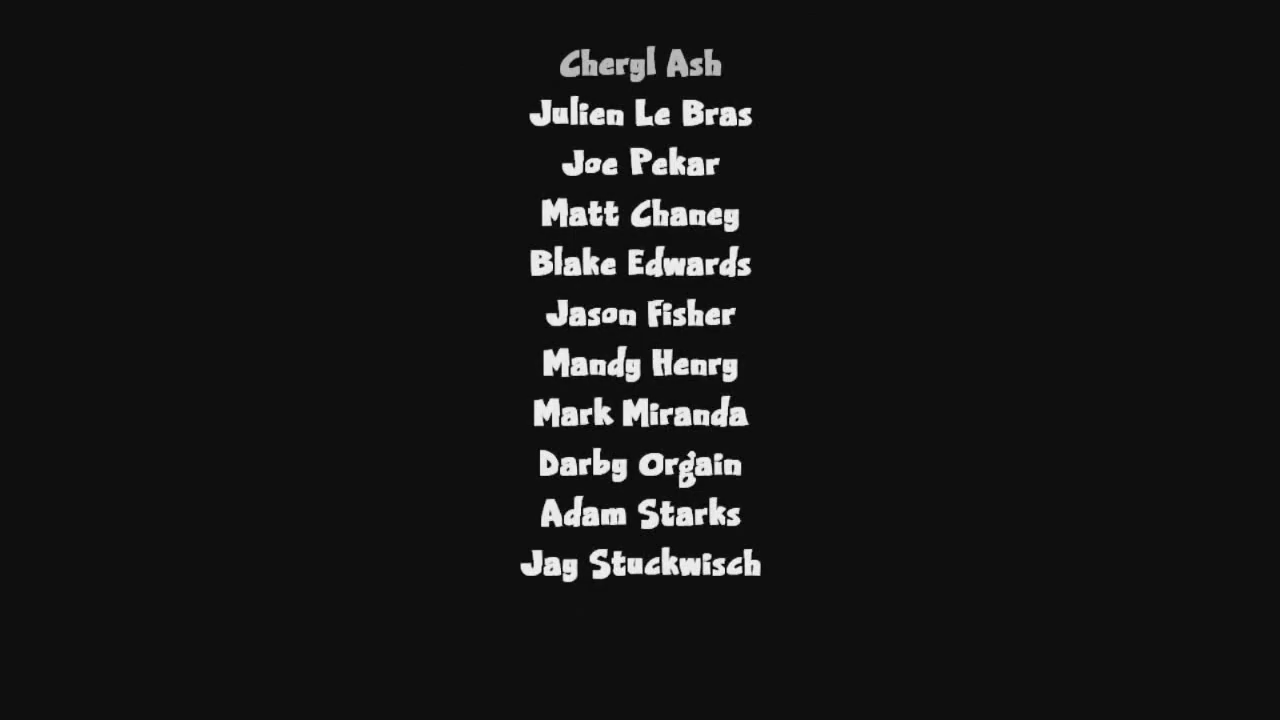 Cheryl Ash
Julien Le Bras
Joe Pekar
Matt Chaney
Blake Edwards
Jason Fisher
Mandy Henry
Mark Miranda
Darby Orgain
Adam Starks
Jay Stuckwisch